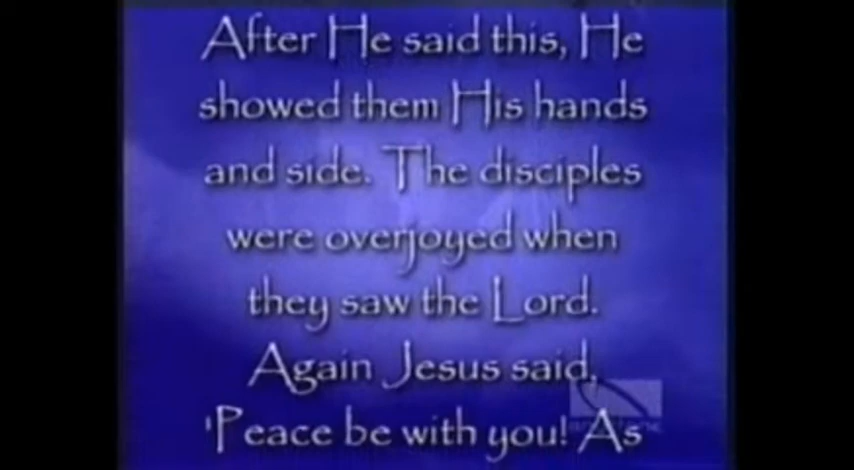 After He said this, He
showed them His hands
and side. The disciples
were overjoyed when
they saw the Lord.
Again Jesus said,
'Peace be with you! As